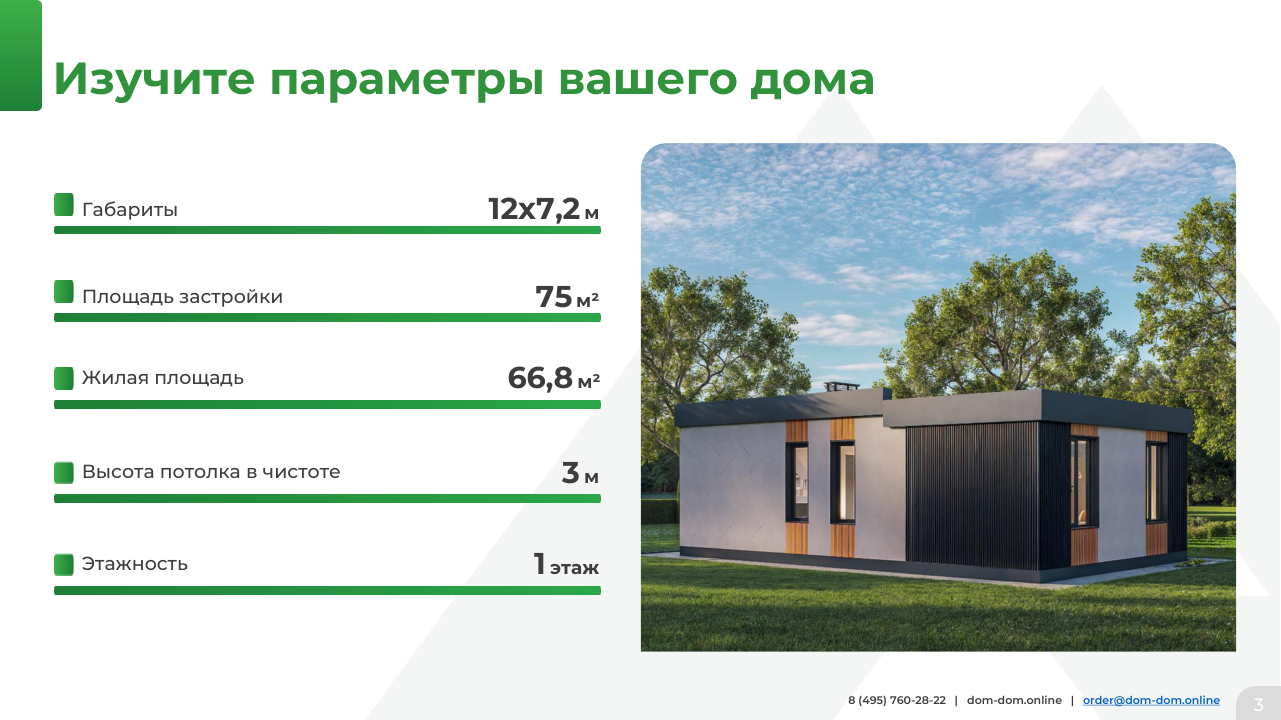 Изучите параметры вашего дома
Габариты 12х7,2 м
Площадь застройки 75 м²
Жилая площадь 66,8 м²
Высота потолка в чистоте 3 м
Этажность 1 этаж
8 (495) 760-28-22 | dom-dom.online | order@dom-dom.online 3